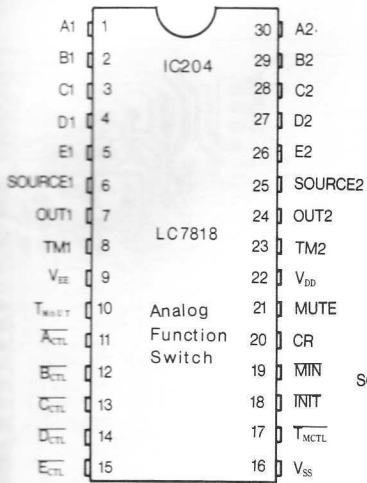 A1 1 30 A2
B1 2 IC204 29 B2
C1 3 28 C2
D1 4 27 D2
E1 5 26 E2
SOURCE1 6 25 SOURCE2
OUT1 7 24 OUT2
LC7818
TM1 8 23 TM2
VEE 9 22 VDD
TMOUT 10 Analog 21 MUTE
ACTL 11 Function 20 CR
Switch
BCTL 12 19 MIN
CCTL 13 18 INIT
DCTL 14 17 TMCTL
ECTL 15 16 VSS